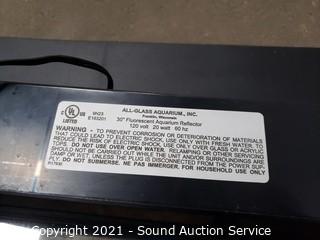 ALL-GLASS AQUARIUM, INC.
Franklin, Wisconsin
30" Fluorescent Aquarium Reflector
120 volt 20 watt 60 hz
UL
LISTED
WARNING - TO PREVENT CORROSION OR DETERIORATION OF MATERIALS
THAT COULD LEAD TO RISK OF ELECTRIC SHOCK, USE ONLY FRESH WATER. TO
REDUCE RISK OF ELECTRIC SHOCK, USE ONLY WITH GLASS OR ACRYLIC
TOPS. DO NOT USE OVER OPEN WATER. RELAMPING, CLEANING OR OTHER
SERVICING MUST NOT BE DONE WHILE THE UNIT AND/OR SURROUNDINGS ARE
DAMP OR WET, UNLESS THE PLUG IS DISCONNECTED FROM THE POWER SUP-
PLY. DO NOT SUBMERSE. NE PAS IMMERGER. FOR HOUSEHOLD USE ONLY
Copyright 2021 - Sound Auction Service